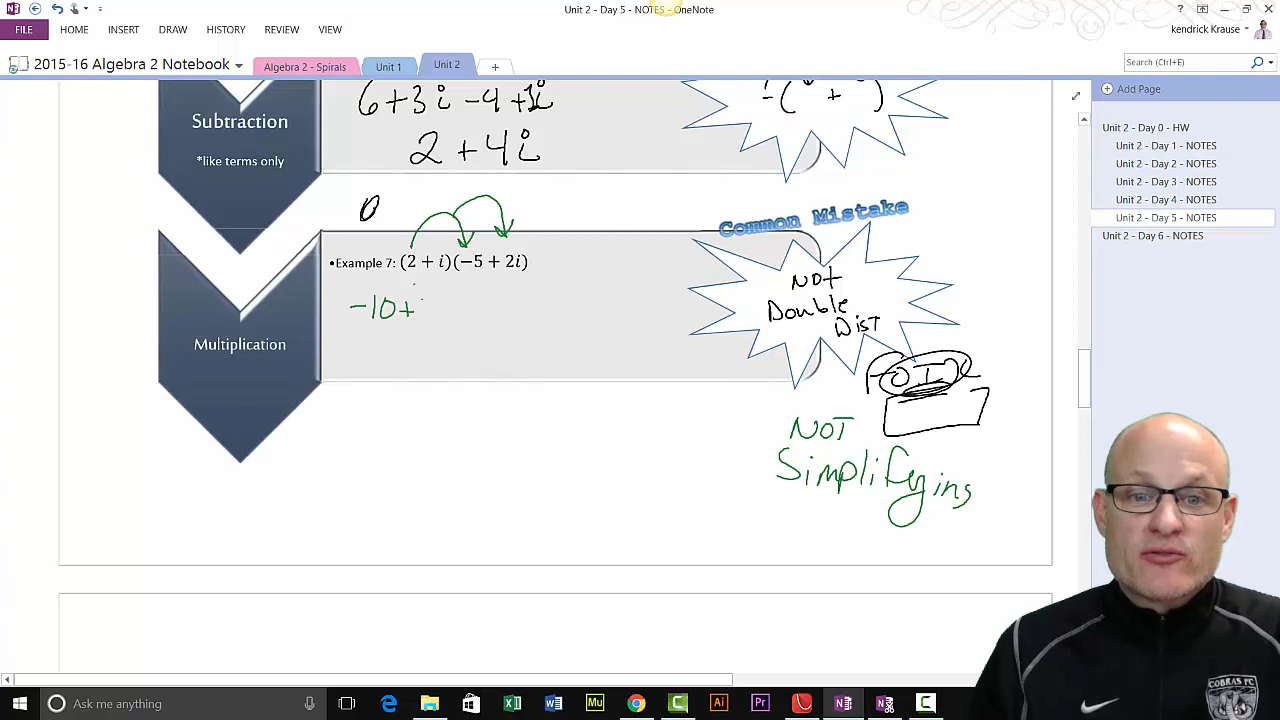 Unit 2 - Day 5 - NOTES - OneNote
FILE HOME INSERT DRAW HISTORY REVIEW VIEW
kendrick Krause
2015-16 Algebra 2 Notebook
Algebra 2 - Spirals Unit 1 Unit 2
Search (Ctrl+E)
Add Page
Unit 2 - Day 0 - HW
Unit 2 - Day 1 - NOTES
Unit 2 - Day 2 - NOTES
Unit 2 - Day 3 - NOTES
Unit 2 - Day 4 - NOTES
Unit 2 - Day 5 - NOTES
Unit 2 - Day 6 - NOTES
Subtraction
*like terms only
6+3i -4 +1i
2 + 4i
Common Mistake
•Example 7: (2 + i)(−5 + 2i)
-10+
Multiplication
NOT
Double
Dist
FOIL
NOT
Simplifying
COBRAS FC
Ask me anything